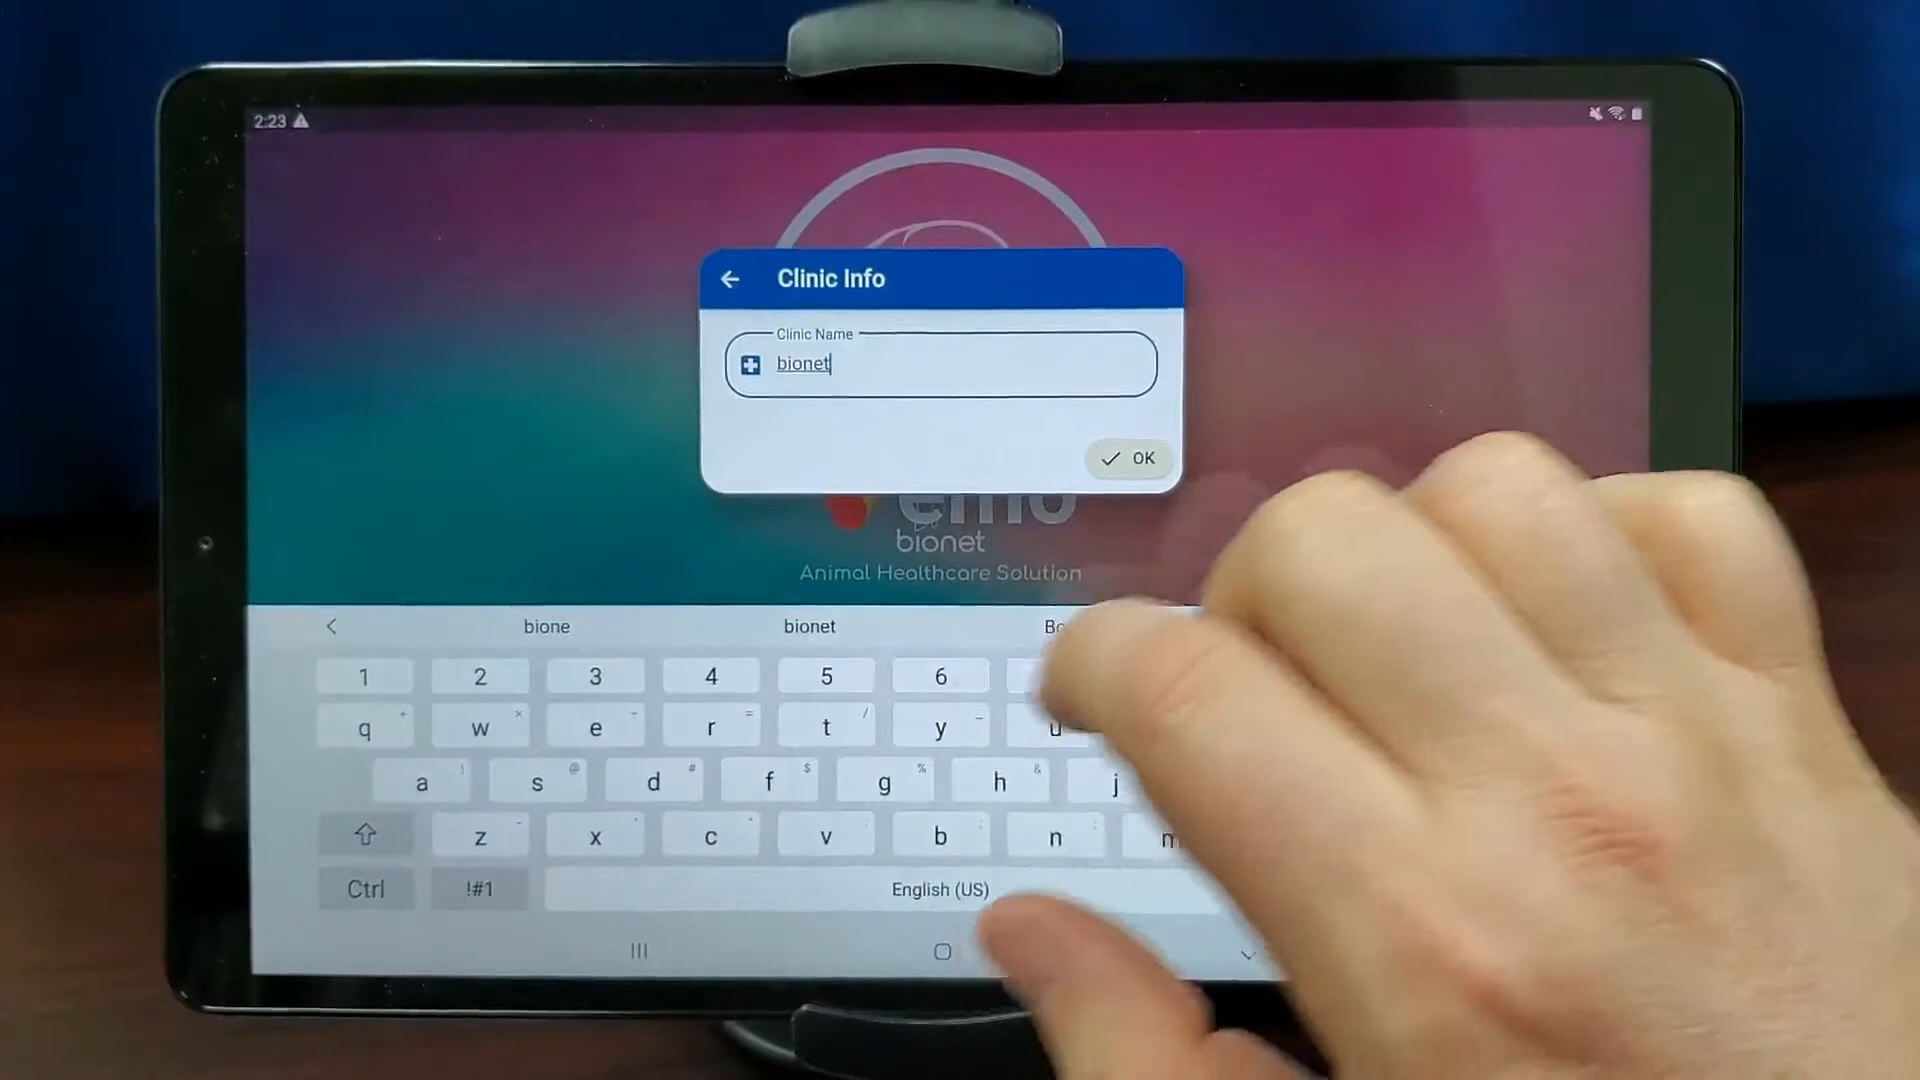 2:23
Clinic Info
Clinic Name
bionet
OK
bionet
Animal Healthcare Solution
bione bionet
1 2 3 4 5 6
q w e r t y u
a s d f g h j
z x c v b n m
Ctrl !#1 English (US)